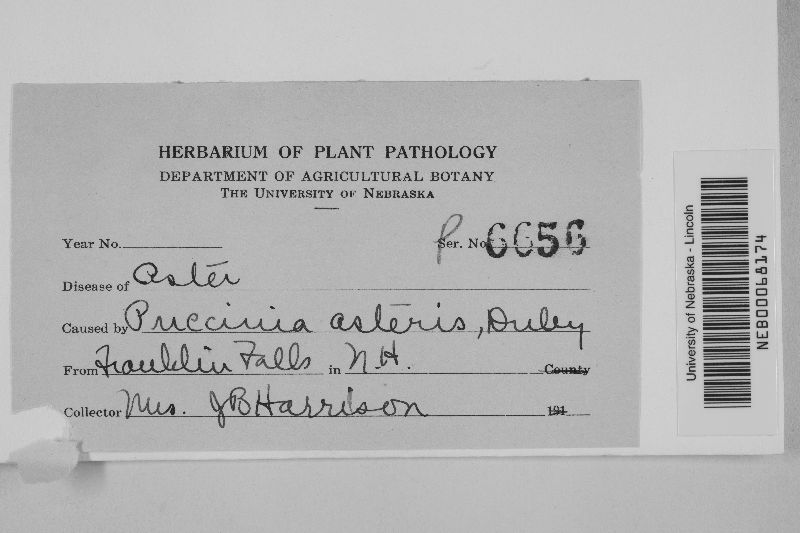 HERBARIUM OF PLANT PATHOLOGY
DEPARTMENT OF AGRICULTURAL BOTANY
THE UNIVERSITY OF NEBRASKA
Year No.
P Ser. No. 6656
Disease of Aster
Caused by Puccinia asteris, Duby
From Franklin Falls in N.H. County
Collector Mrs. JB Harrison 191
University of Nebraska - Lincoln
NEB00068174